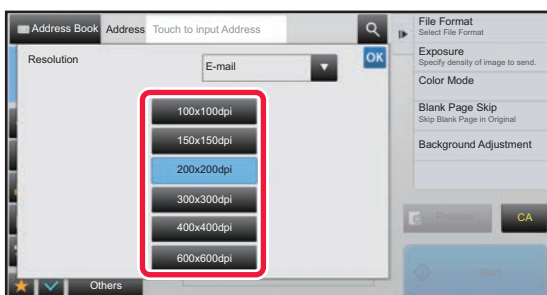 Address Book Address Touch to input Address
Resolution
E-mail
OK
100x100dpi
150x150dpi
200x200dpi
300x300dpi
400x400dpi
600x600dpi
Others
File Format
Select File Format
Exposure
Specify density of image to send.
Color Mode
Blank Page Skip
Skip Blank Page in Original
Background Adjustment
Preview
CA
Start